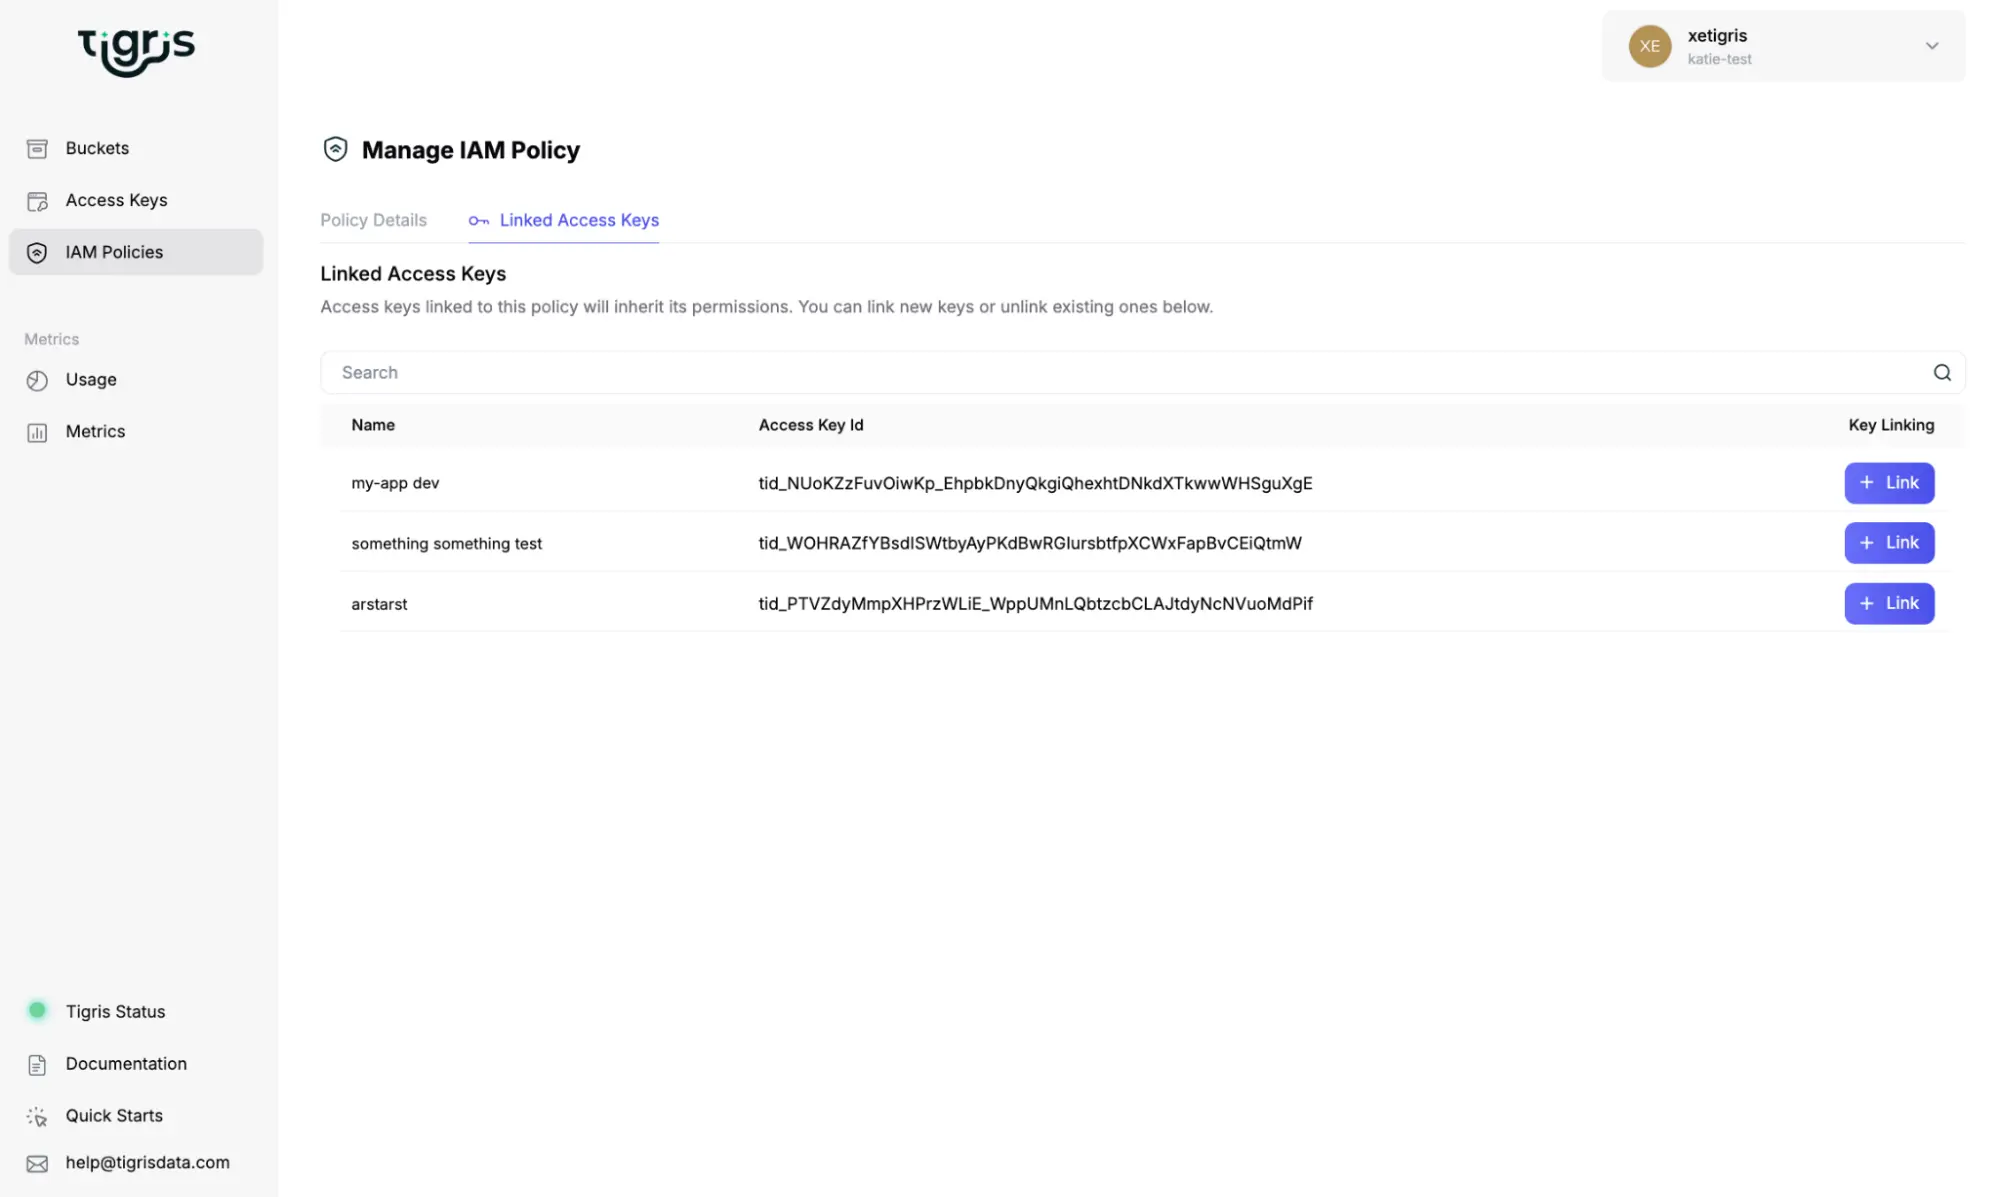 tigris
XE
xetigris
katie-test
Buckets
Access Keys
IAM Policies
Metrics
Usage
Metrics
Tigris Status
Documentation
Quick Starts
help@tigrisdata.com
Manage IAM Policy
Policy Details
Linked Access Keys
Linked Access Keys
Access keys linked to this policy will inherit its permissions. You can link new keys or unlink existing ones below.
Search
Name Access Key Id Key Linking
my-app dev tid_NUoKZzFuvOiwKp_EhpbkDnyQkgiQhexhtDNkdXTkwwWHSguXgE + Link
something something test tid_WOHRAZfYBsdISWtbyAyPKdBwRGIursbtfpXCWxFapBvCEiQtmW + Link
arstarst tid_PTVZdyMmpXHPrzWLiE_WppUMnLQbtzcbCLAJtdyNcNVuoMdPif + Link